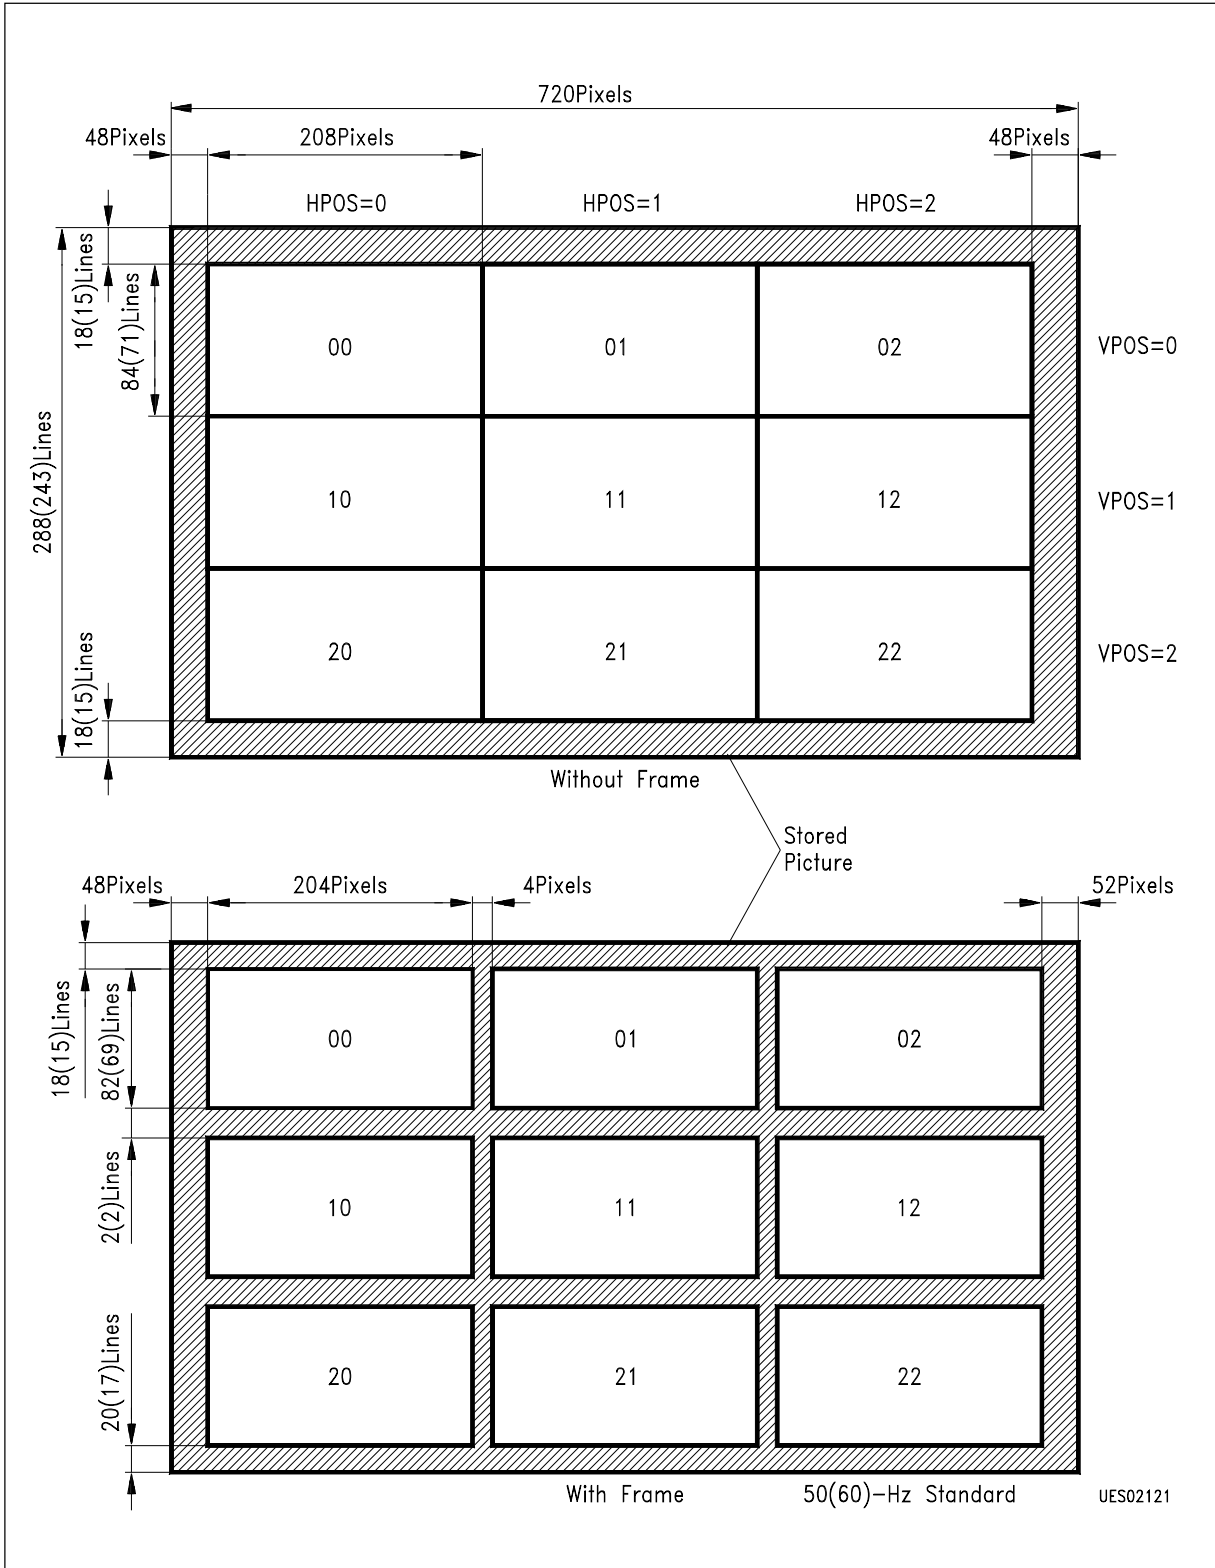 720Pixels
48Pixels
208Pixels
48Pixels
HPOS=0
HPOS=1
HPOS=2
18(15)Lines
84(71)Lines
288(243)Lines
18(15)Lines
00
01
02
VPOS=0
10
11
12
VPOS=1
20
21
22
VPOS=2
Without Frame
Stored
Picture
48Pixels
204Pixels
4Pixels
52Pixels
18(15)Lines
82(69)Lines
2(2)Lines
20(17)Lines
00
01
02
10
11
12
20
21
22
With Frame
50(60)-Hz Standard
UES02121